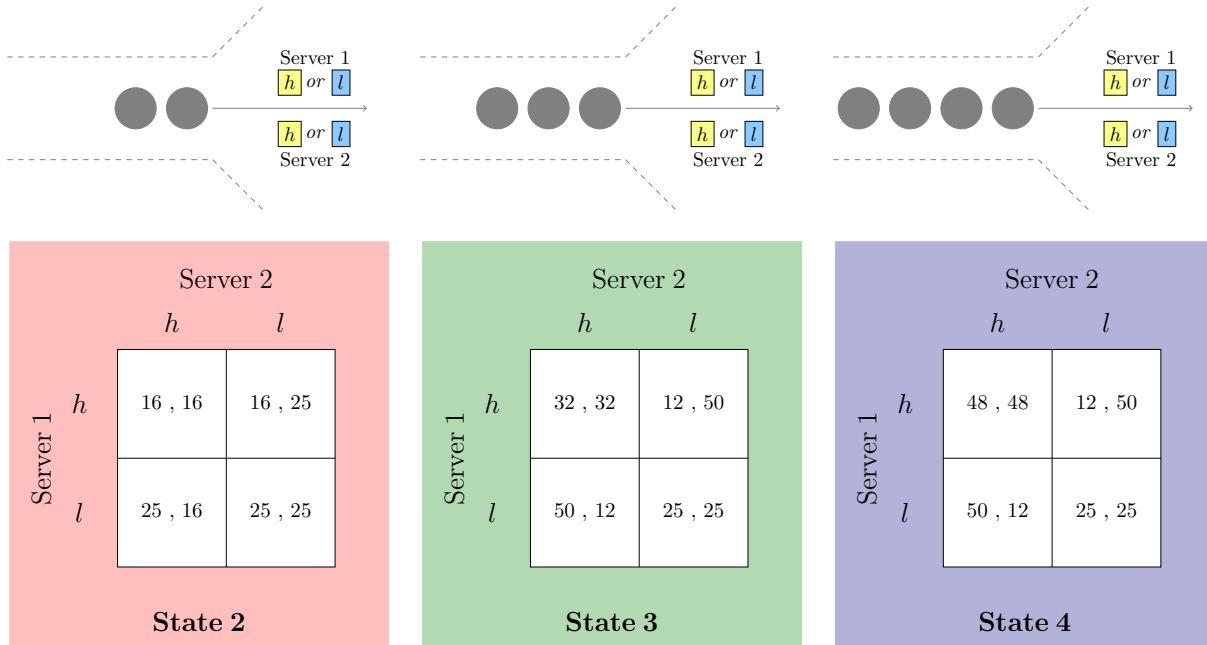 Server 1
h or l
h or l
Server 2
Server 1
h or l
h or l
Server 2
Server 1
h or l
h or l
Server 2
Server 2
h l
Server 1
h 16 , 16 16 , 25
l 25 , 16 25 , 25
State 2
Server 2
h l
Server 1
h 32 , 32 12 , 50
l 50 , 12 25 , 25
State 3
Server 2
h l
Server 1
h 48 , 48 12 , 50
l 50 , 12 25 , 25
State 4